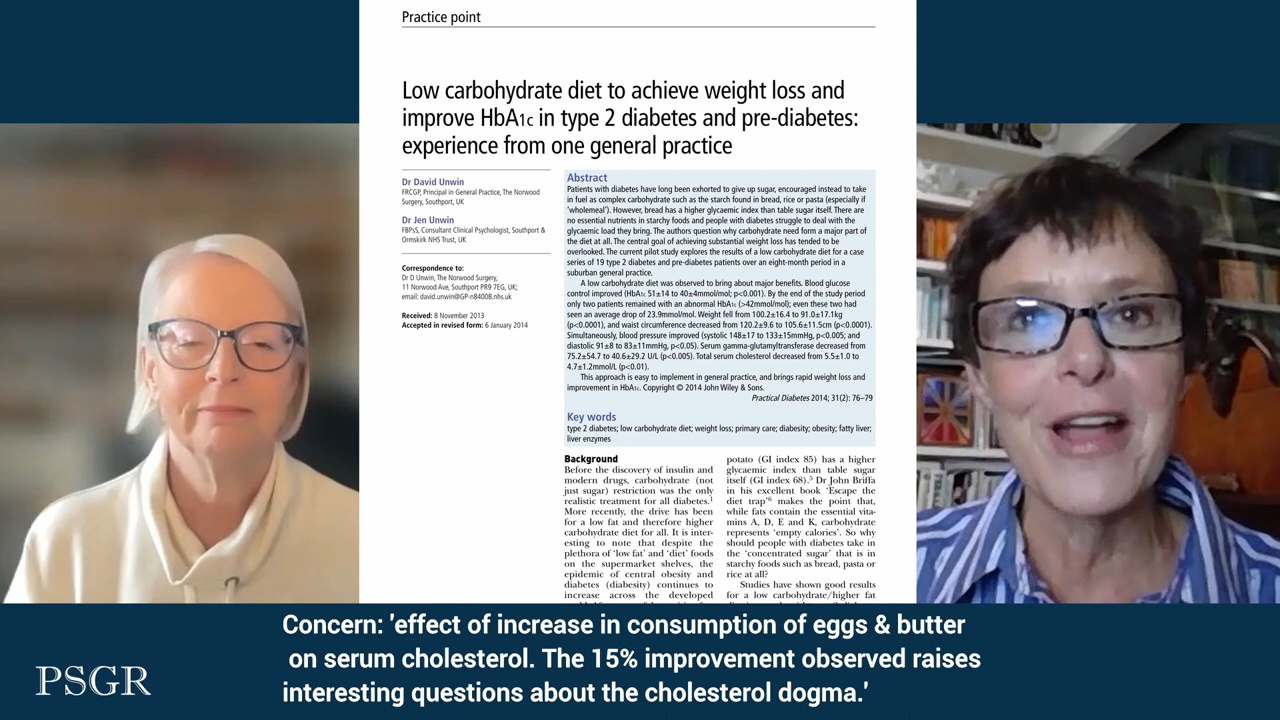 Practice point
Low carbohydrate diet to achieve weight loss and
improve HbA1c in type 2 diabetes and pre-diabetes:
experience from one general practice
Dr David Unwin
FRCGP, Principal in General Practice, The Norwood
Surgery, Southport, UK
Dr Jen Unwin
FBPsS, Consultant Clinical Psychologist, Southport &
Ormskirk NHS Trust, UK
Correspondence to:
Dr D Unwin, The Norwood Surgery,
11 Norwood Ave, Southport PR9 7EG, UK;
email: david.unwin@GP-n84008.nhs.uk
Received: 8 November 2013
Accepted in revised form: 6 January 2014
Abstract
Patients with diabetes have long been exhorted to give up sugar, encouraged instead to take
in fuel as complex carbohydrate such as the starch found in bread, rice or pasta (especially if
‘wholemeal’). However, bread has a higher glycaemic index than table sugar itself. There are
no essential nutrients in starchy foods and people with diabetes struggle to deal with the
glycaemic load they bring. The authors question why carbohydrate need form a major part of
the diet at all. The central goal of achieving substantial weight loss has tended to be
overlooked. The current pilot study explores the results of a low carbohydrate diet for a case
series of 19 type 2 diabetes and pre-diabetes patients over an eight-month period in a
suburban general practice.
A low carbohydrate diet was observed to bring about major benefits. Blood glucose
control improved (HbA1c 51±14 to 40±4mmol/mol; p<0.001). By the end of the study period
only two patients remained with an abnormal HbA1c (>42mmol/mol); even these two had
seen an average drop of 23.9mmol/mol. Weight fell from 100.2±16.4 to 91.0±17.1kg
(p<0.0001), and waist circumference decreased from 120.2±9.6 to 105.6±11.5cm (p<0.0001).
Simultaneously, blood pressure improved (systolic 148±17 to 133±15mmHg, p<0.005; and
diastolic 91±8 to 83±11mmHg, p<0.05). Serum gamma-glutamyltransferase decreased from
75.2±54.7 to 40.6±29.2 U/L (p<0.005). Total serum cholesterol decreased from 5.5±1.0 to
4.7±1.2mmol/L (p<0.01).
This approach is easy to implement in general practice, and brings rapid weight loss and
improvement in HbA1c. Copyright © 2014 John Wiley & Sons.
Practical Diabetes 2014; 31(2): 76–79
Key words
type 2 diabetes; low carbohydrate diet; weight loss; primary care; diabesity; obesity; fatty liver;
liver enzymes
Background
Before the discovery of insulin and
modern drugs, carbohydrate (not
just sugar) restriction was the only
realistic treatment for all diabetes.1
More recently, the drive has been
for a low fat and therefore higher
carbohydrate diet for all. It is inter-
esting to note that despite the
plethora of ‘low fat’ and ‘diet’ foods
on the supermarket shelves, the
epidemic of central obesity and
diabetes (diabesity) continues to
increase across the developed
potato (GI index 85) has a higher
glycaemic index than table sugar
itself (GI index 68).5 Dr John Briffa
in his excellent book ‘Escape the
diet trap’6 makes the point that,
while fats contain the essential vita-
mins A, D, E and K, carbohydrate
represents ‘empty calories’. So why
should people with diabetes take in
the ‘concentrated sugar’ that is in
starchy foods such as bread, pasta or
rice at all?
Studies have shown good results
for a low carbohydrate/higher fat
Concern: 'effect of increase in consumption of eggs & butter
on serum cholesterol. The 15% improvement observed raises
interesting questions about the cholesterol dogma.'
PSGR